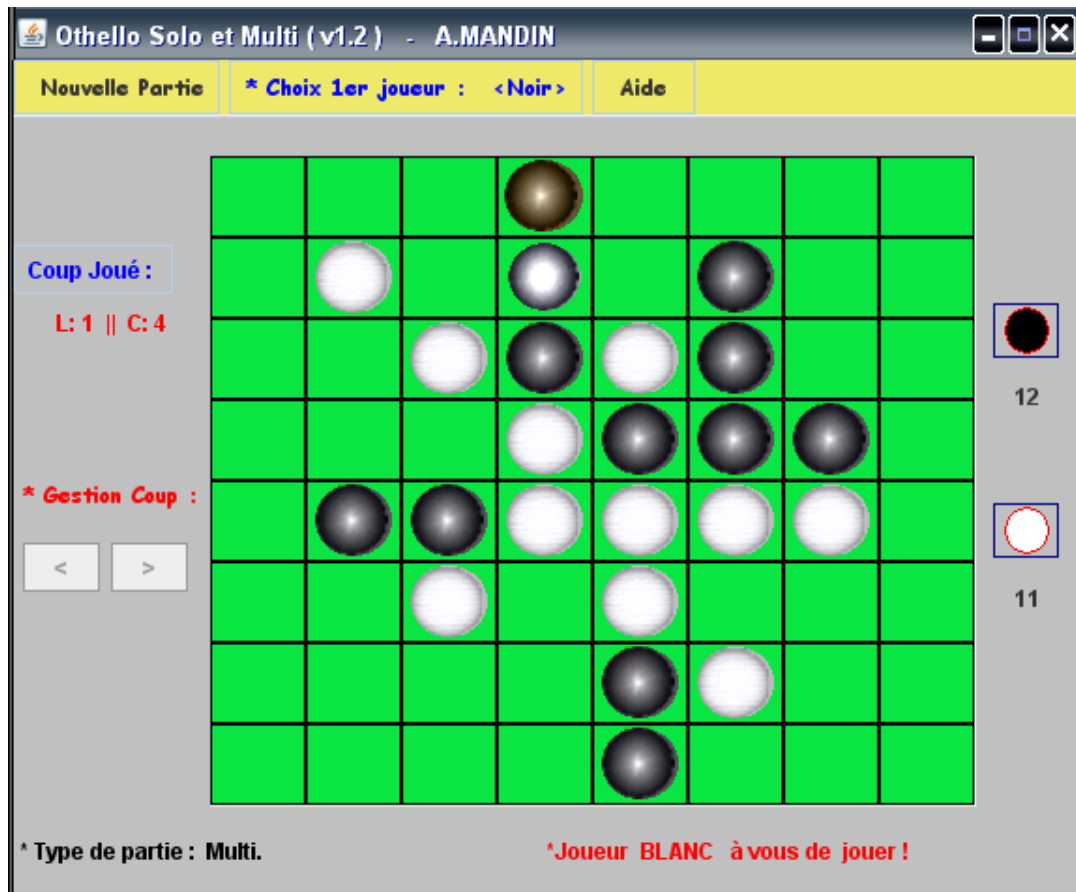 Othello Solo et Multi ( v1.2 ) - A.MANDIN
Nouvelle Partie * Choix 1er joueur : <Noir> Aide
Coup Joué :
L: 1 || C: 4
12
* Gestion Coup :
< >
11
* Type de partie : Multi. *Joueur BLANC à vous de jouer !